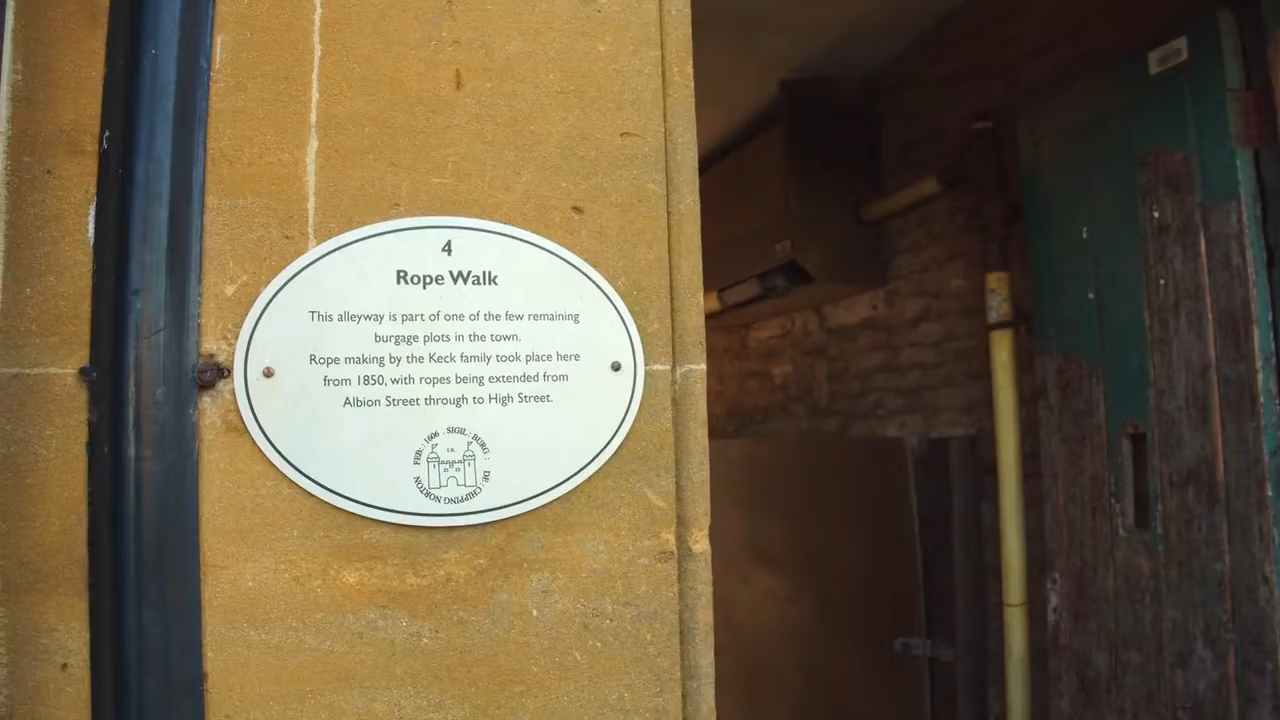 4
Rope Walk
This alleyway is part of one of the few remaining
burgage plots in the town.
Rope making by the Keck family took place here
from 1850, with ropes being extended from
Albion Street through to High Street.
FEB: 1606 . SIGIL : BURG : DE : CHIPPING NORTON
I.R.